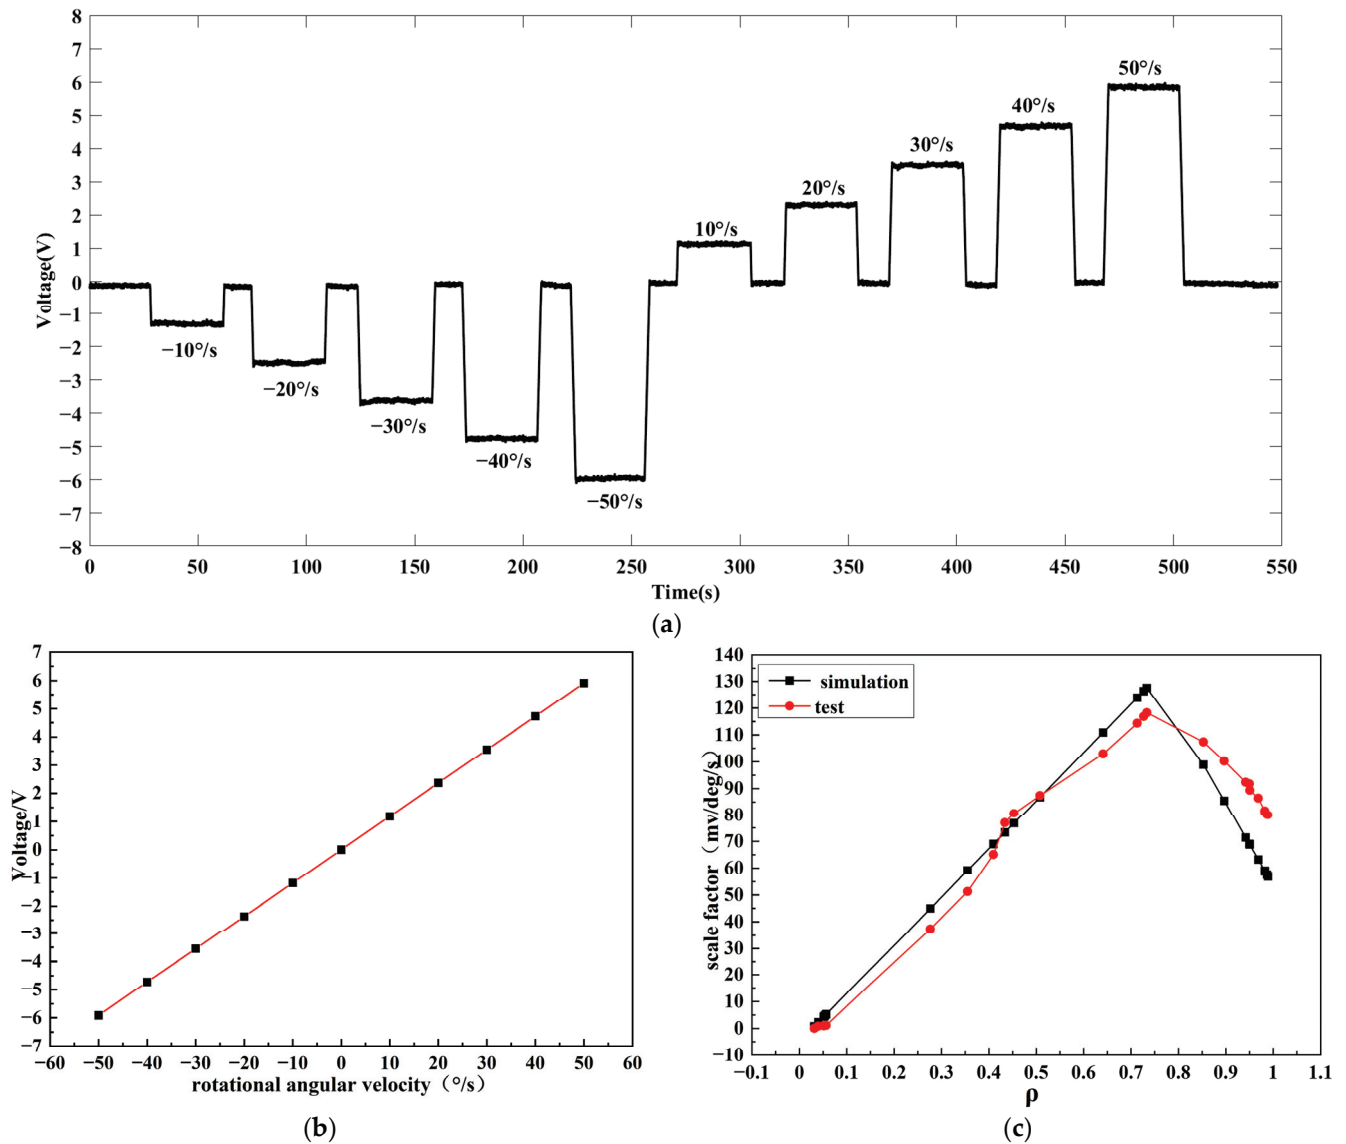 8
7
6
5
4
3
2
1
0
−1
−2
−3
−4
−5
−6
−7
−8
Voltage(V)
−10°/s
−20°/s
−30°/s
−40°/s
−50°/s
10°/s
20°/s
30°/s
40°/s
50°/s
0 50 100 150 200 250 300 350 400 450 500 550
Time(s)
(a)
7
6
5
4
3
2
1
0
−1
−2
−3
−4
−5
−6
−7
Voltage/V
−60 −50 −40 −30 −20 −10 0 10 20 30 40 50 60
rotational angular velocity（°/s）
(b)
140
130
120
110
100
90
80
70
60
50
40
30
20
10
0
−10
scale factor（mv/deg/s）
simulation
test
−0.1 0 0.1 0.2 0.3 0.4 0.5 0.6 0.7 0.8 0.9 1 1.1
ρ
(c)